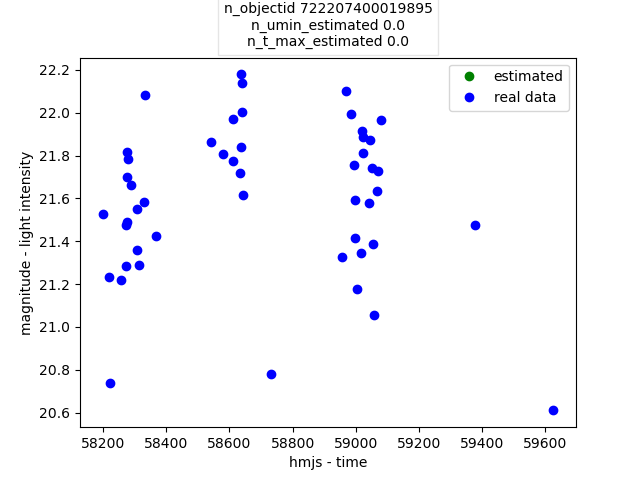 n_objectid 722207400019895
n_umin_estimated 0.0
n_t_max_estimated 0.0
estimated
real data
magnitude - light intensity
22.2
22.0
21.8
21.6
21.4
21.2
21.0
20.8
20.6
58200 58400 58600 58800 59000 59200 59400 59600
hmjs - time